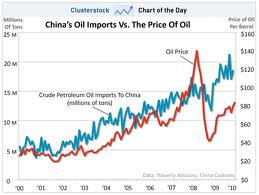 Clusterstock Chart of the Day
China's Oil Imports Vs. The Price Of Oil
Millions
Of Tons
Price of Oil
Per Barrel
25 M
20 M
15 M
10 M
5 M
0 M
$140
$120
$100
$80
$60
$40
$20
$0
Oil Price
Crude Petroleum Oil Imports To China
(millions of tons)
Data: Waverly Advisors; China Customs
'00 '01 '02 '03 '04 '05 '06 '07 '08 '09 '10